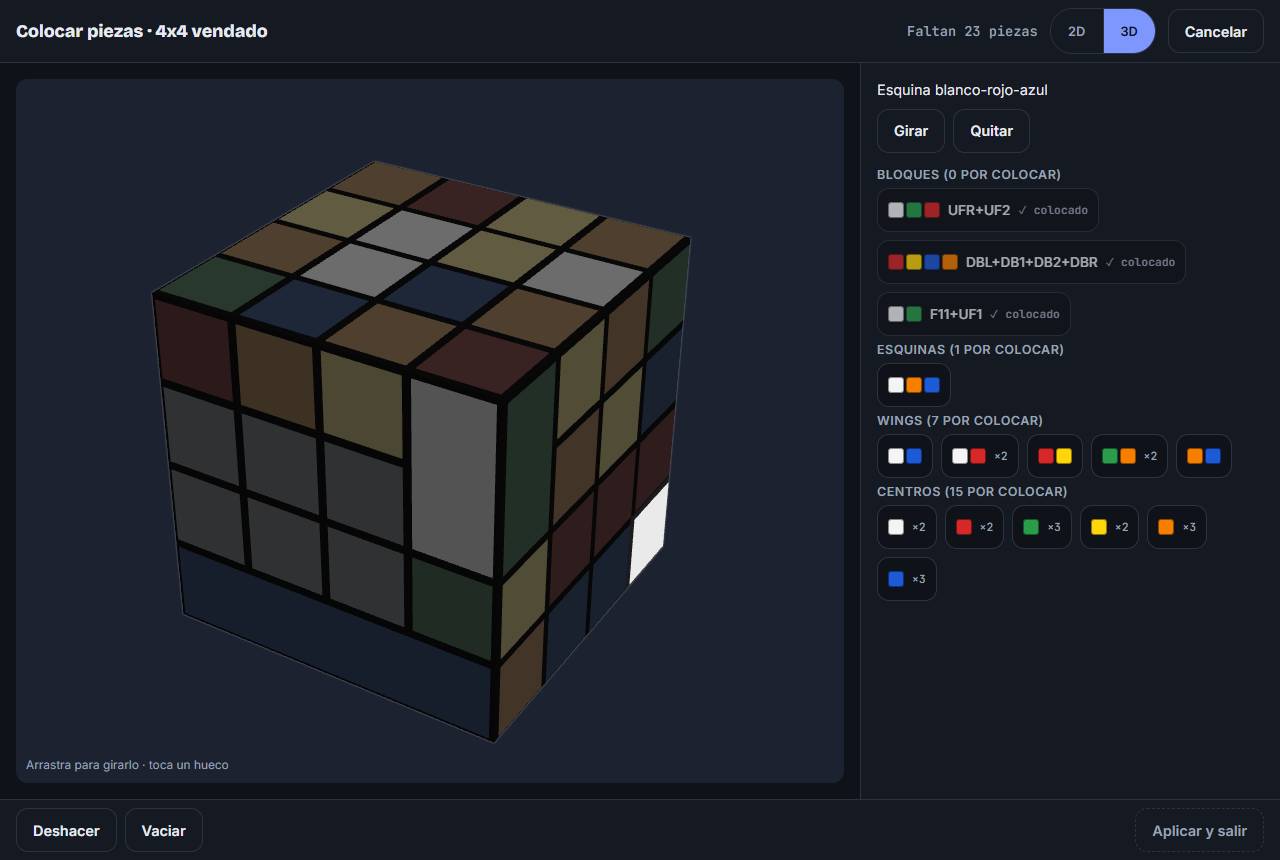 Colocar piezas · 4x4 vendado
Faltan 23 piezas
2D
3D
Cancelar
Esquina blanco-rojo-azul
Girar
Quitar
BLOQUES (0 POR COLOCAR)
UFR+UF2 ✓ colocado
DBL+DB1+DB2+DBR ✓ colocado
F11+UF1 ✓ colocado
ESQUINAS (1 POR COLOCAR)
WINGS (7 POR COLOCAR)
×2
×2
CENTROS (15 POR COLOCAR)
×2
×2
×3
×2
×3
×3
Arrastra para girarlo · toca un hueco
Deshacer
Vaciar
Aplicar y salir